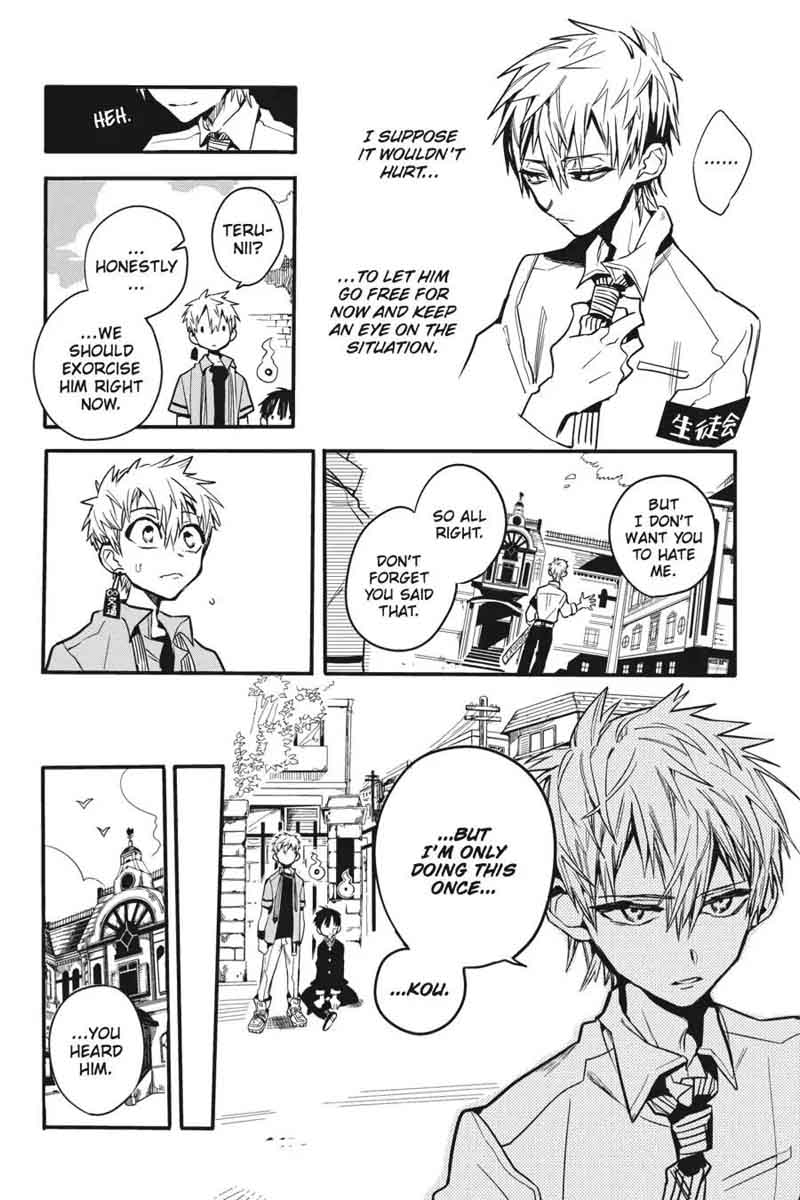 ......
I SUPPOSE
IT WOULDN'T
HURT...
...TO LET HIM
GO FREE FOR
NOW AND KEEP
AN EYE ON THE
SITUATION.
生徒会
HEH.
TERU-
NII?
...
HONESTLY
...
...WE
SHOULD
EXORCISE
HIM RIGHT
NOW.
BUT
I DON'T
WANT YOU
TO HATE
ME.
SO ALL
RIGHT.
DON'T
FORGET
YOU SAID
THAT.
...BUT
I'M ONLY
DOING THIS
ONCE...
...KOU.
...YOU
HEARD
HIM.